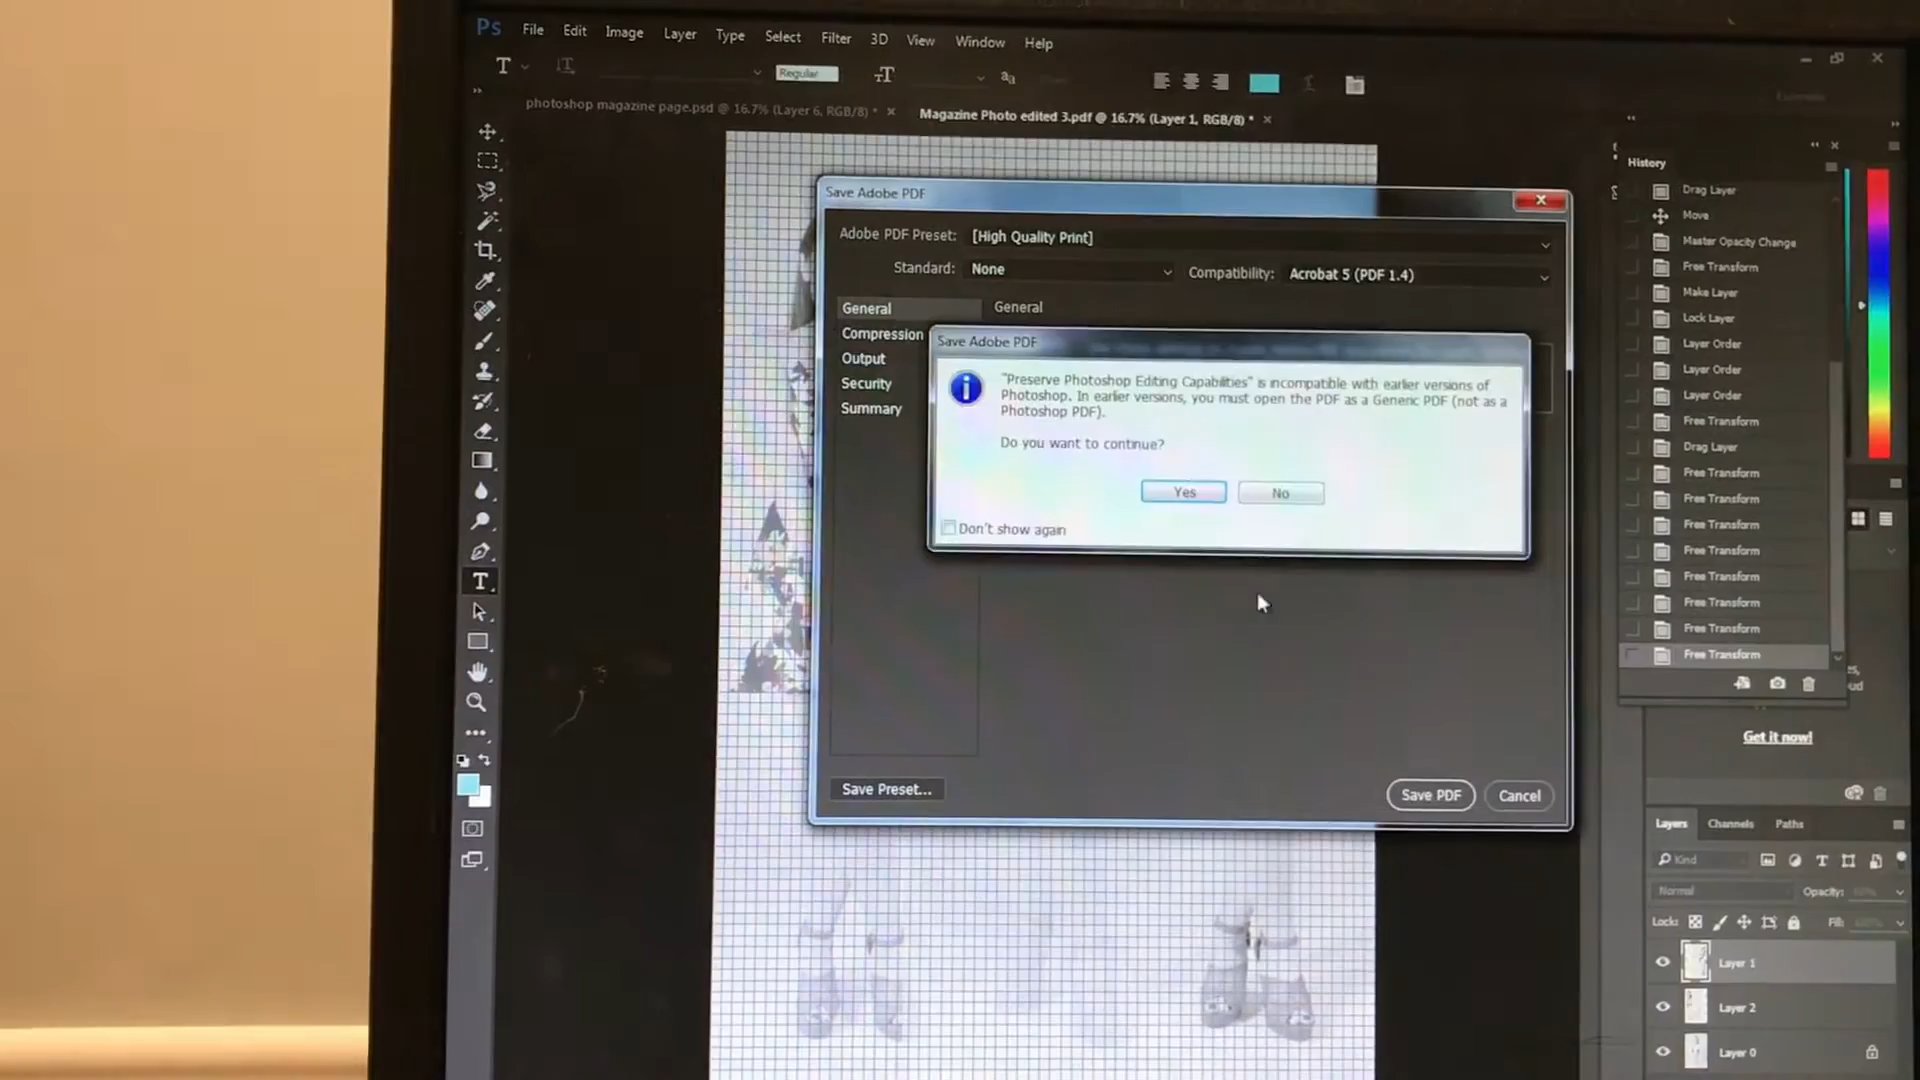 Ps File Edit Image Layer Type Select Filter 3D View Window Help
T Regular
photoshop magazine page.psd @ 16.7% (Layer 6, RGB/8) * × Magazine Photo edited 3.pdf @ 16.7% (Layer 1, RGB/8) * ×
Save Adobe PDF
Adobe PDF Preset: [High Quality Print]
Standard: None Compatibility: Acrobat 5 (PDF 1.4)
General
Compression
Output
Security
Summary
General
Save Adobe PDF
"Preserve Photoshop Editing Capabilities" is incompatible with earlier versions of
Photoshop. In earlier versions, you must open the PDF as a Generic PDF (not as a
Photoshop PDF).
Do you want to continue?
Yes No
Don't show again
Save Preset... Save PDF Cancel
History
Drag Layer
Move
Master Opacity Change
Free Transform
Make Layer
Lock Layer
Layer Order
Layer Order
Layer Order
Free Transform
Drag Layer
Free Transform
Free Transform
Free Transform
Free Transform
Free Transform
Free Transform
Free Transform
Free Transform
Get it now!
Layers Channels Paths
Kind
Normal Opacity:
Lock: Fill:
Layer 1
Layer 2
Layer 0